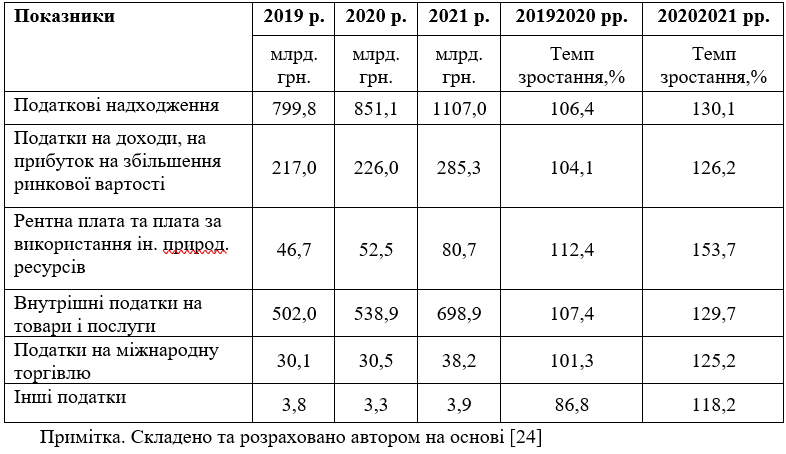 Показники 2019 р. 2020 р. 2021 р. 20192020 рр. 20202021 рр.
млрд. млрд. млрд. Темп Темп
грн. грн. грн. зростання,% зростання,%
Податкові надходження 799,8 851,1 1107,0 106,4 130,1
Податки на доходи, на
прибуток на збільшення 217,0 226,0 285,3 104,1 126,2
ринкової вартості
Рентна плата та плата за
використання ін. природ. 46,7 52,5 80,7 112,4 153,7
ресурсів
Внутрішні податки на 502,0 538,9 698,9 107,4 129,7
товари і послуги
Податки на міжнародну 30,1 30,5 38,2 101,3 125,2
торгівлю
Інші податки 3,8 3,3 3,9 86,8 118,2
Примітка. Складено та розраховано автором на основі [24]